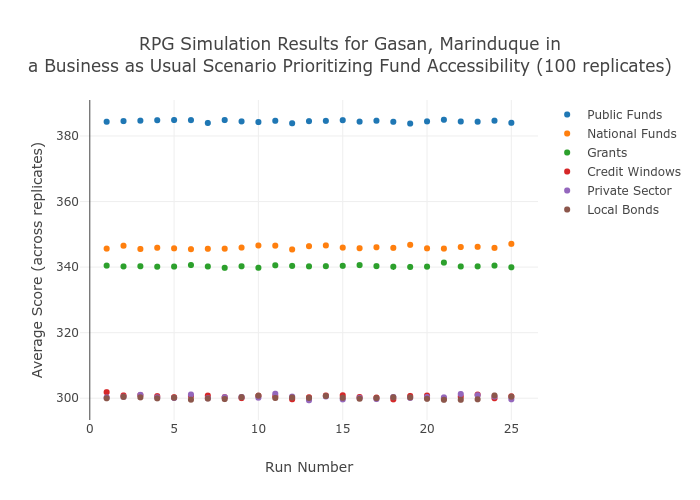 RPG Simulation Results for Gasan, Marinduque in
a Business as Usual Scenario Prioritizing Fund Accessibility (100 replicates)
Public Funds
National Funds
Grants
Credit Windows
Private Sector
Local Bonds
Average Score (across replicates)
380
360
340
320
300
0
5
10
15
20
25
Run Number